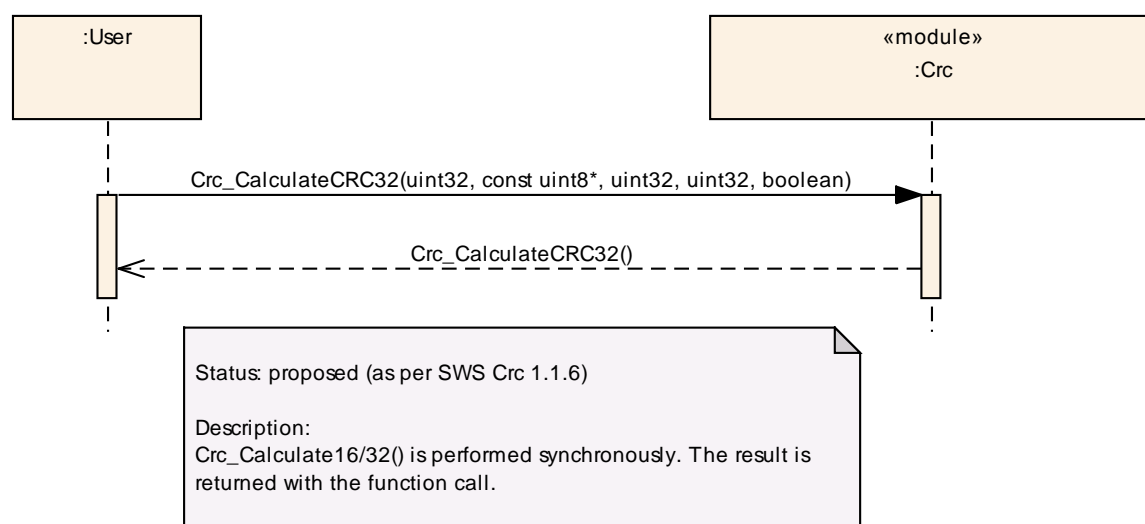 :User
«module»
:Crc
Crc_CalculateCRC32(uint32, const uint8*, uint32, uint32, boolean)
Crc_CalculateCRC32()
Status: proposed (as per SWS Crc 1.1.6)
Description:
Crc_Calculate16/32() is performed synchronously. The result is
returned with the function call.